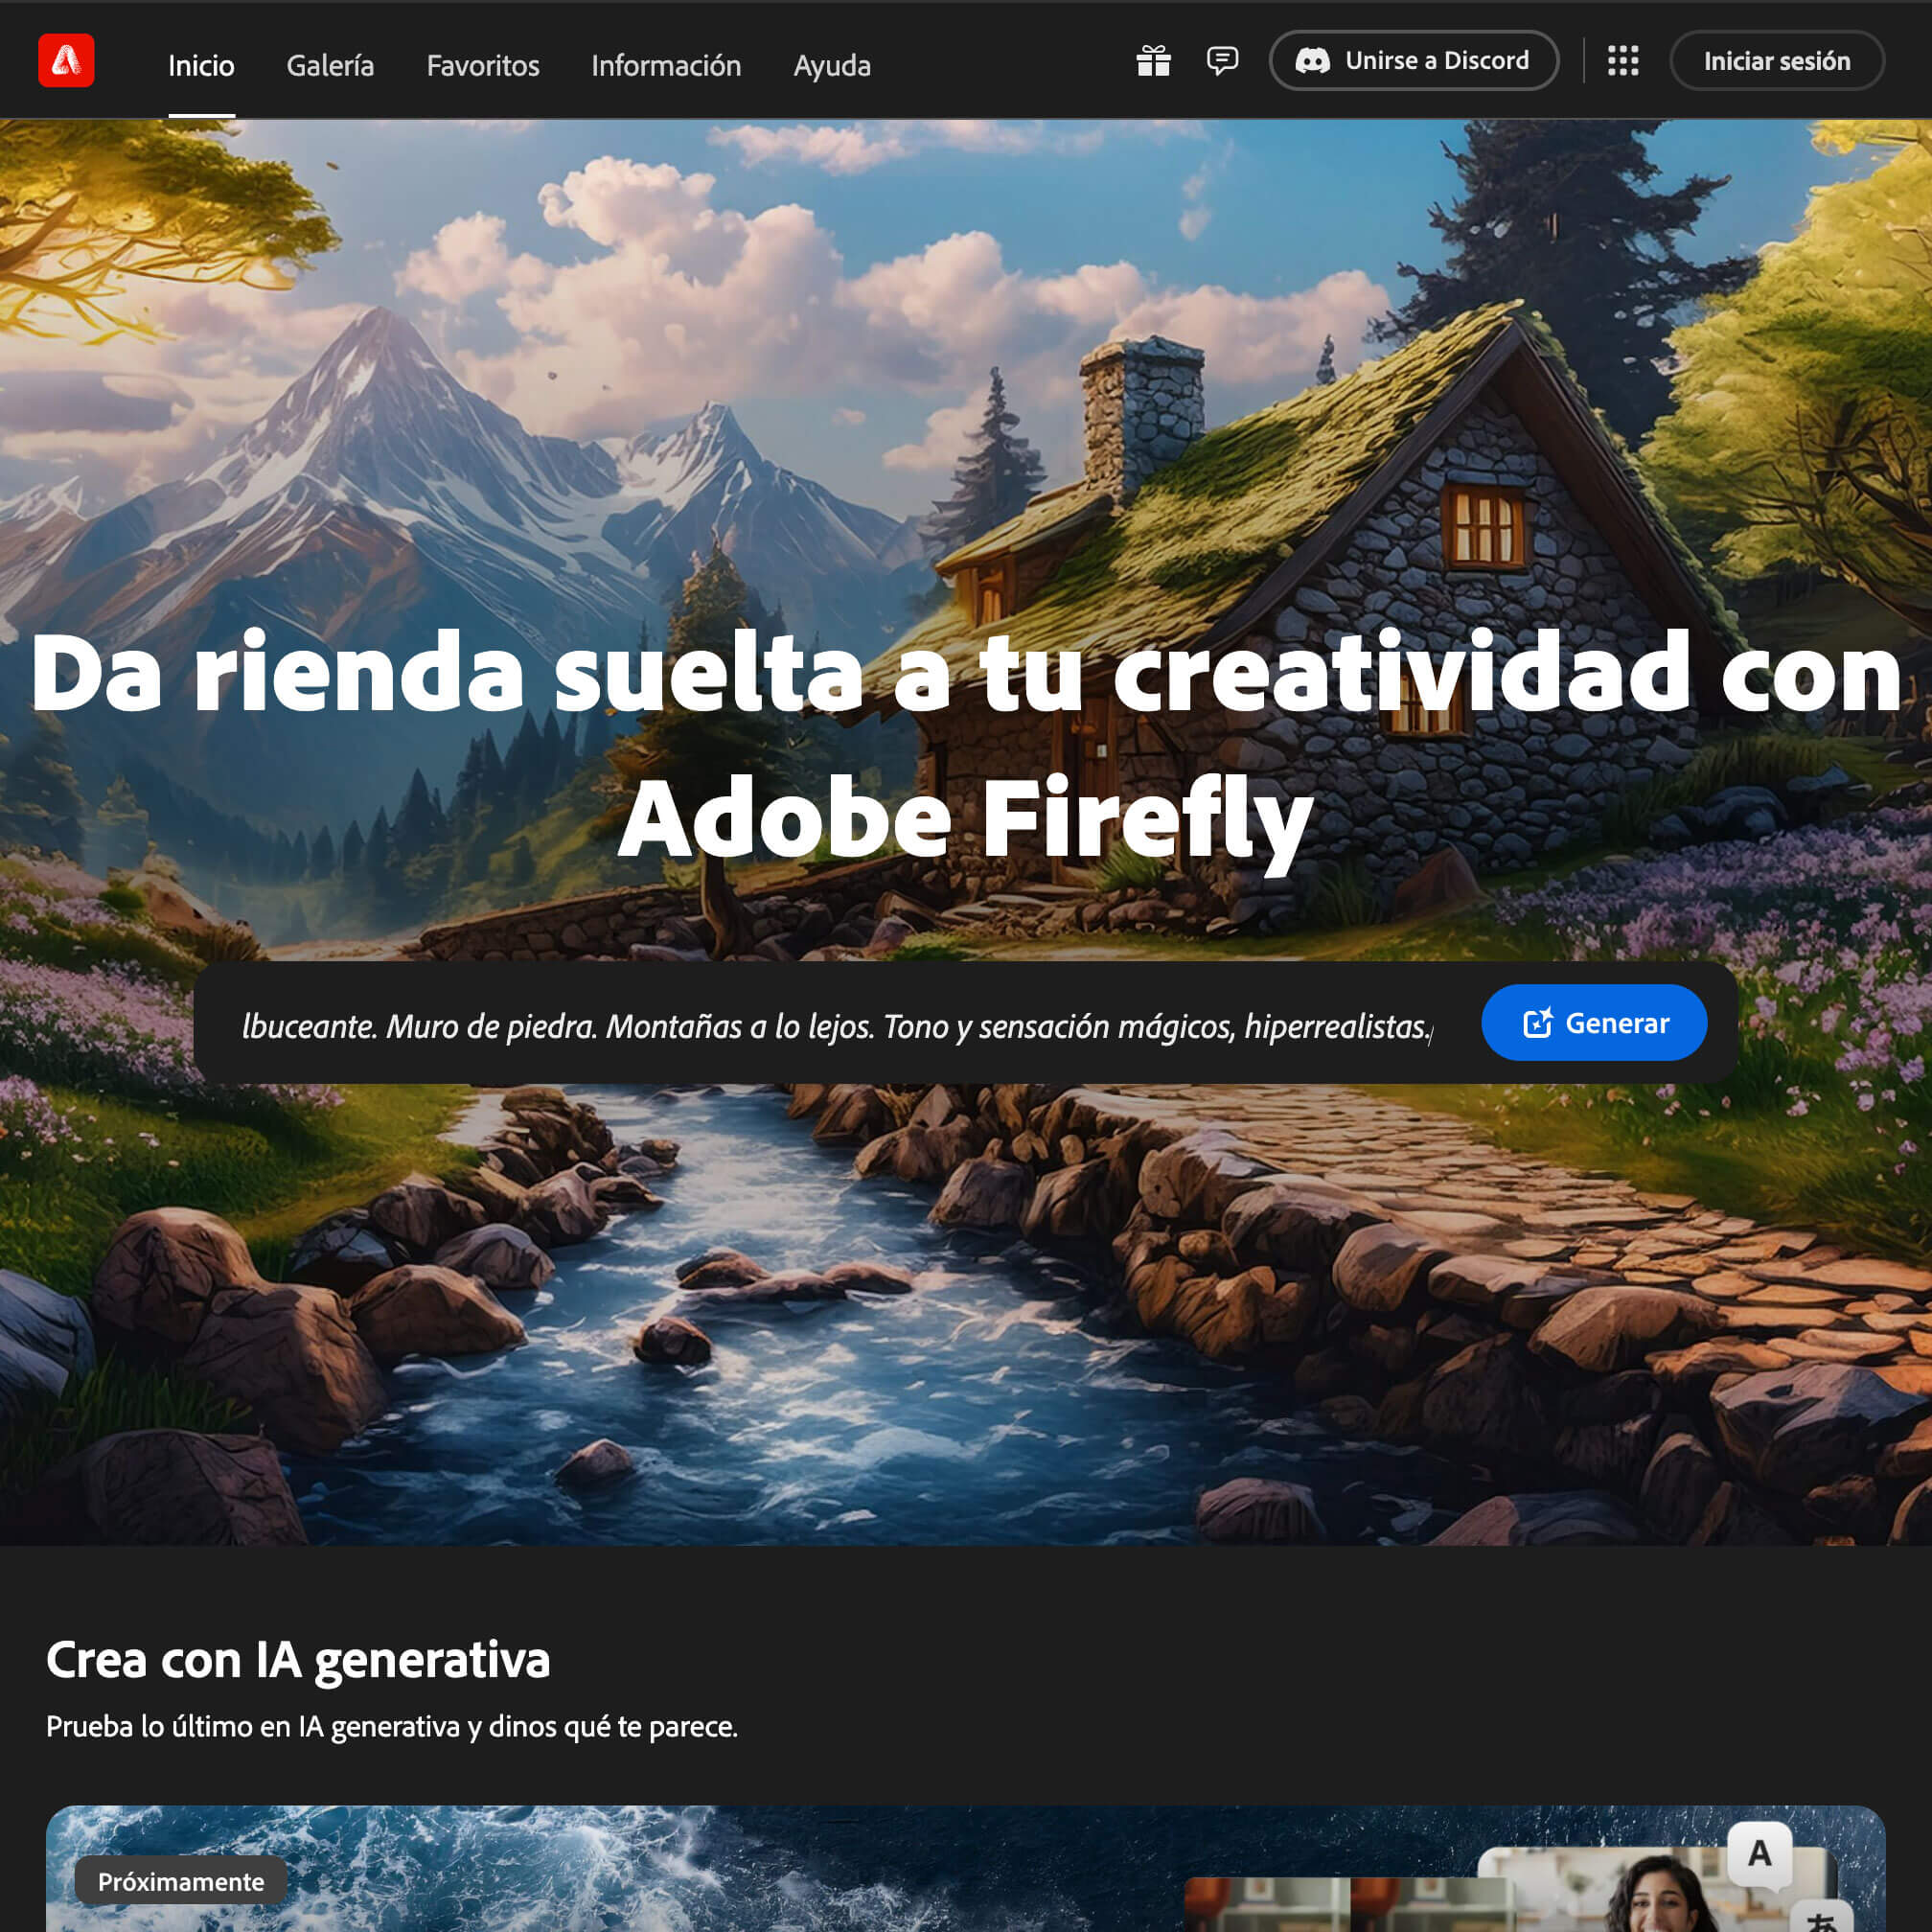 Inicio Galería Favoritos Información Ayuda Unirse a Discord Iniciar sesión
Da rienda suelta a tu creatividad con
Adobe Firefly
lbuceante. Muro de piedra. Montañas a lo lejos. Tono y sensación mágicos, hiperrealistas. Generar
Crea con IA generativa
Prueba lo último en IA generativa y dinos qué te parece.
Próximamente
A
あ